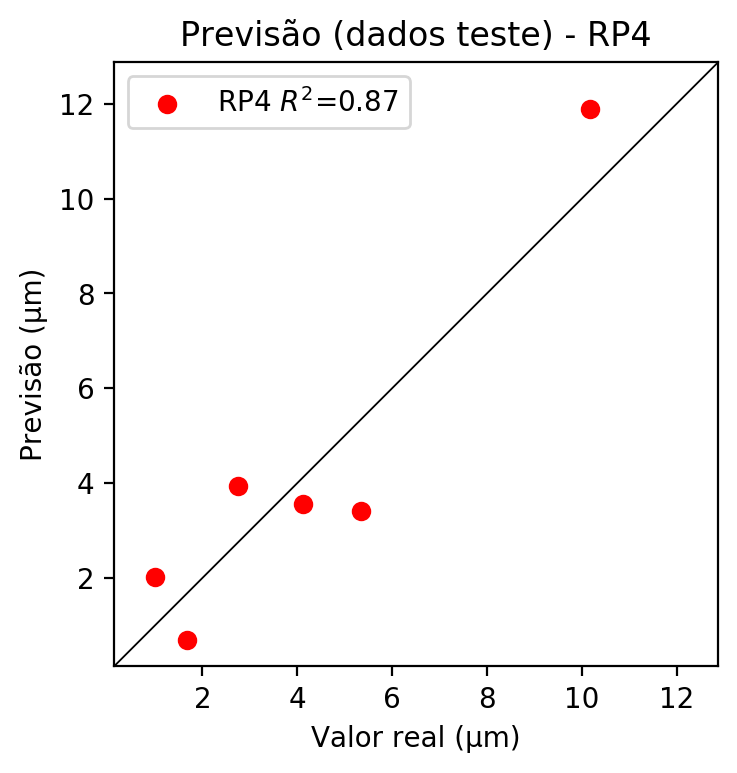 Previsão (dados teste) - RP4
RP4 R²=0.87
12
10
8
6
4
2
Previsão (μm)
2 4 6 8 10 12
Valor real (μm)